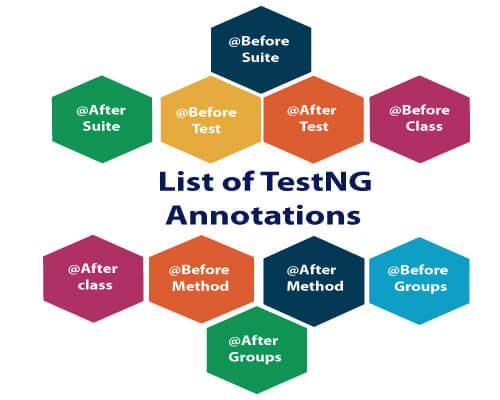 @Before
Suite
@After
Suite
@Before
Test
@After
Test
@Before
Class
List of TestNG
Annotations
@After
class
@Before
Method
@After
Method
@Before
Groups
@After
Groups